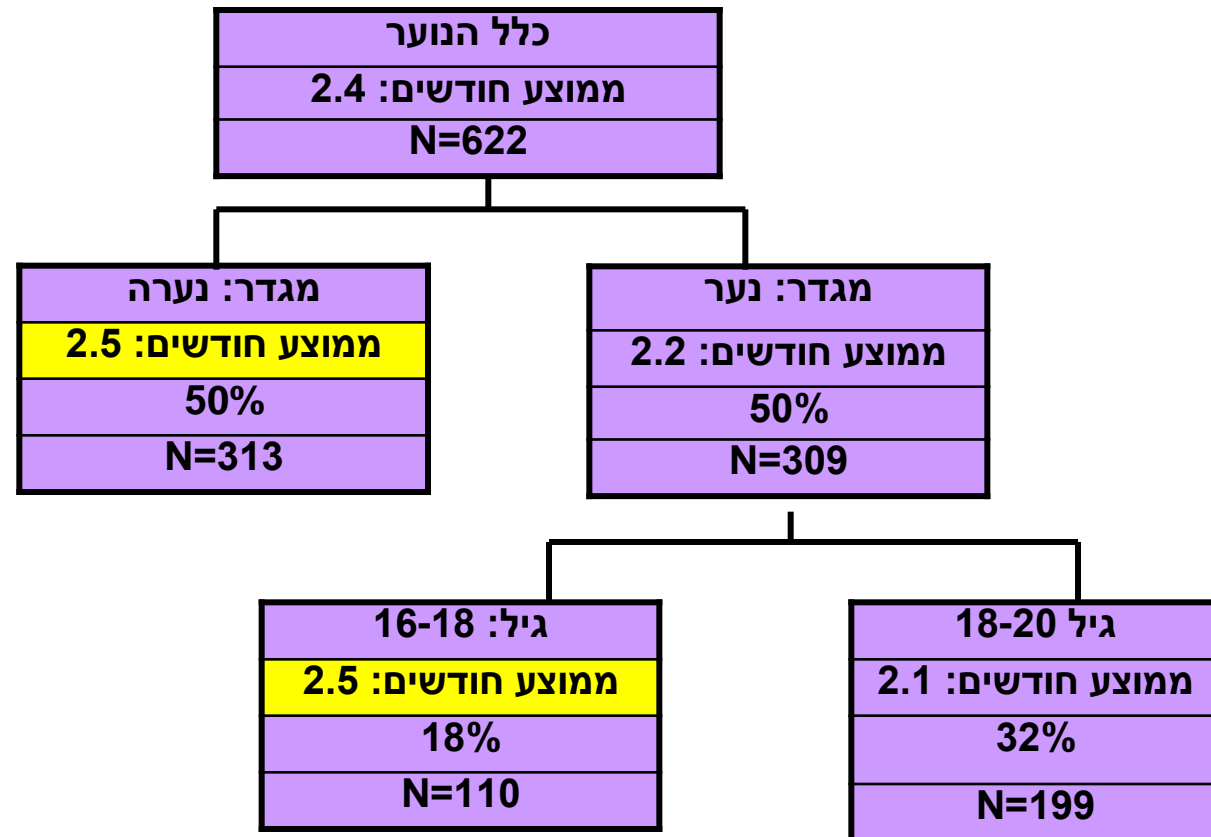 כלל הנוער
ממוצע חודשים: 2.4
N=622
מגדר: נער
ממוצע חודשים: 2.2
50%
N=309
מגדר: נערה
ממוצע חודשים: 2.5
50%
N=313
גיל 18-20
ממוצע חודשים: 2.1
32%
N=199
גיל: 16-18
ממוצע חודשים: 2.5
18%
N=110